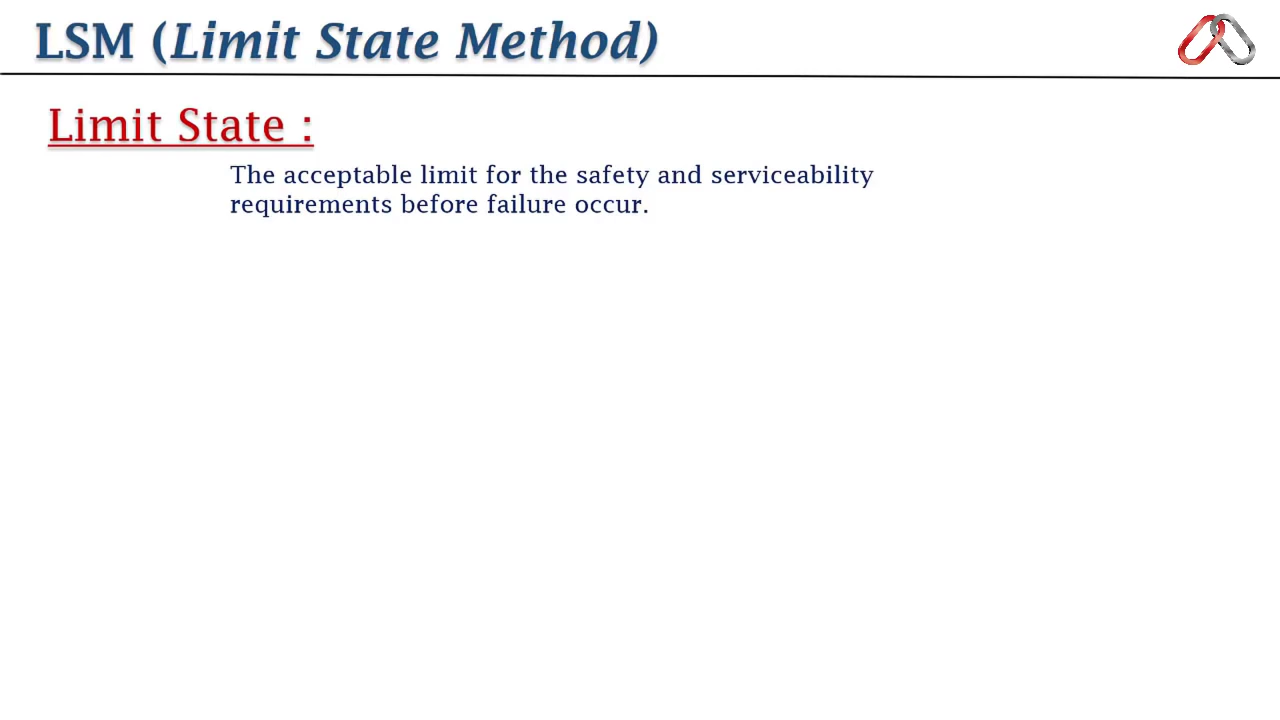 LSM (Limit State Method)
Limit State :
The acceptable limit for the safety and serviceability
requirements before failure occur.